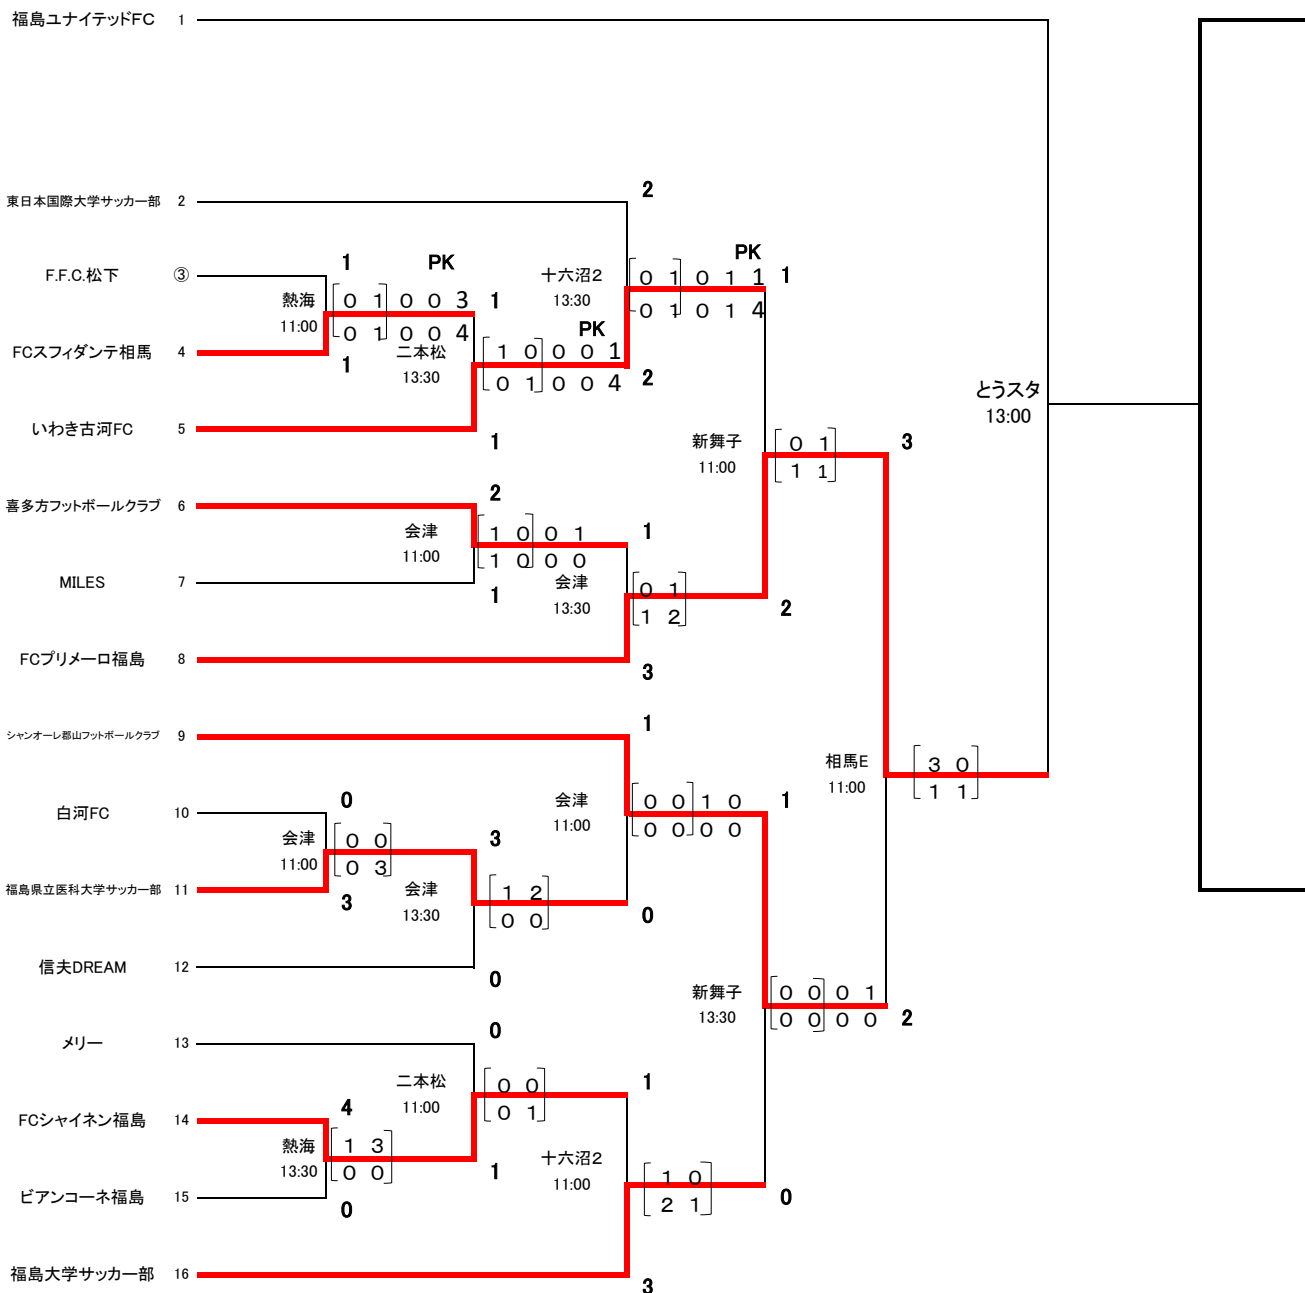 福島ユナイテッドFC 1
東日本国際大学サッカー部 2
2
F.F.C.松下 ③
1 PK
熱海
11:00
0 1 0 0 3
0 1 0 0 4
1
FCスフィダンテ相馬 4
1
二本松
13:30
PK
1 0 0 0 1
0 1 0 0 4
いわき古河FC 5
1
十六沼2
13:30
PK
0 1 0 1 1
0 1 0 1 4
1
2
喜多方フットボールクラブ 6
2
会津
11:00
1 0 0 1
1 0 0 0
MILES 7
1
1
会津
13:30
0 1
1 2
FCプリメーロ福島 8
3
新舞子
11:00
0 1
1 1
3
2
とうスタ
13:00
シャンオーレ郡山フットボールクラブ 9
1
白河FC 10
0
会津
11:00
0 0
0 3
福島県立医科大学サッカー部 11
3
3
会津
13:30
1 2
0 0
信夫DREAM 12
0
会津
11:00
0 0 1 0
0 0 0 0
1
0
相馬E
11:00
3 0
1 1
新舞子
13:30
0 0 0 1
0 0 0 0
2
メリー 13
0
二本松
11:00
0 0
0 1
1
FCシャイネン福島 14
4
熱海
13:30
1 3
0 0
1
ビアンコーネ福島 15
0
十六沼2
11:00
1 0
2 1
0
福島大学サッカー部 16
3